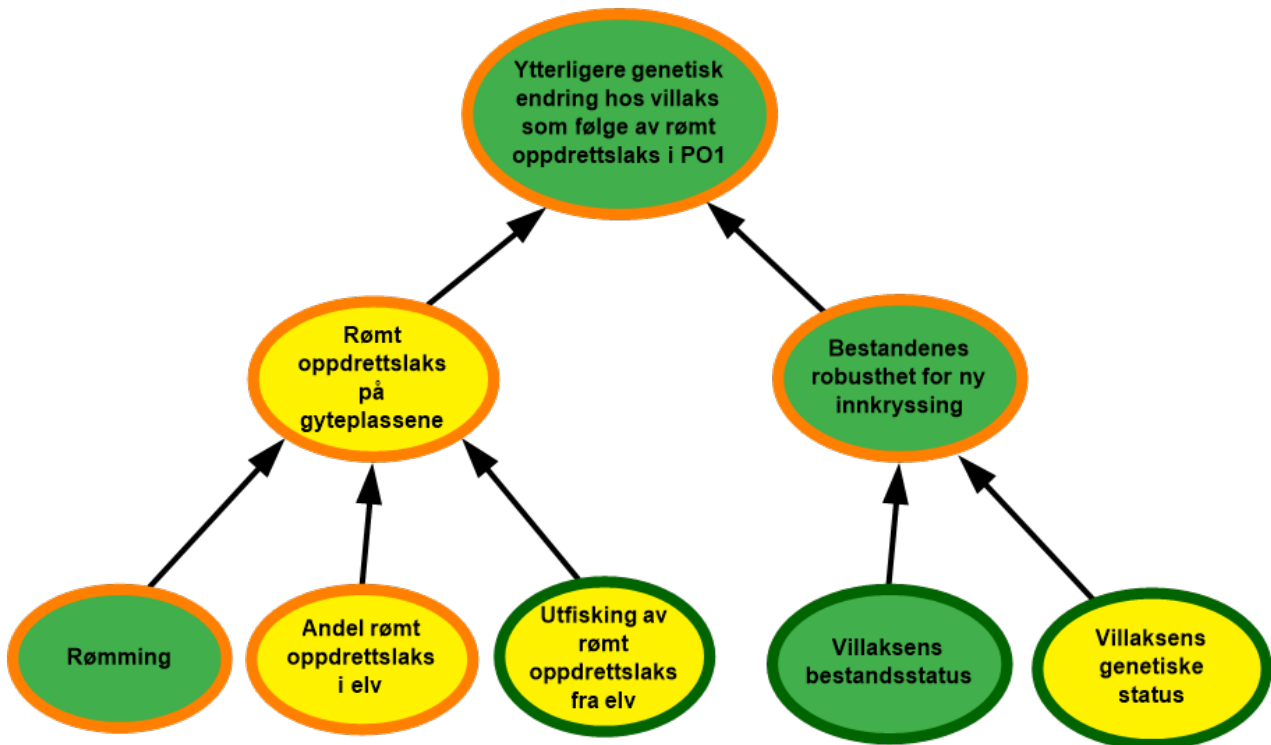 Ytterligere genetisk
endring hos villaks
som følge av rømt
oppdrettslaks i PO1
Rømt
oppdrettslaks
på
gyteplassene
Bestandenes
robusthet for ny
innkryssing
Rømming
Andel rømt
oppdrettslaks
i elv
Utfisking av
rømt
oppdrettslaks
fra elv
Villaksens
bestandsstatus
Villaksens
genetiske
status